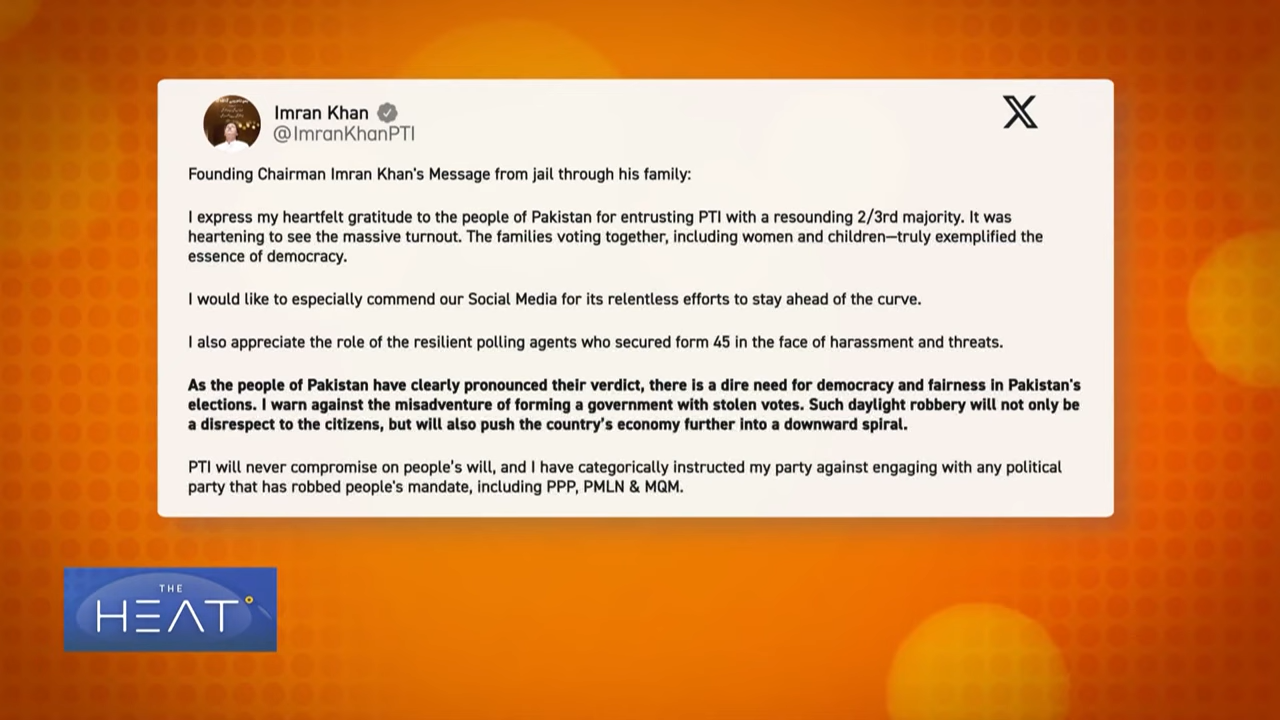 Imran Khan
@ImranKhanPTI
X
Founding Chairman Imran Khan's Message from jail through his family:
I express my heartfelt gratitude to the people of Pakistan for entrusting PTI with a resounding 2/3rd majority. It was
heartening to see the massive turnout. The families voting together, including women and children—truly exemplified the
essence of democracy.
I would like to especially commend our Social Media for its relentless efforts to stay ahead of the curve.
I also appreciate the role of the resilient polling agents who secured form 45 in the face of harassment and threats.
As the people of Pakistan have clearly pronounced their verdict, there is a dire need for democracy and fairness in Pakistan's
elections. I warn against the misadventure of forming a government with stolen votes. Such daylight robbery will not only be
a disrespect to the citizens, but will also push the country's economy further into a downward spiral.
PTI will never compromise on people's will, and I have categorically instructed my party against engaging with any political
party that has robbed people's mandate, including PPP, PMLN & MQM.
THE
HEAT